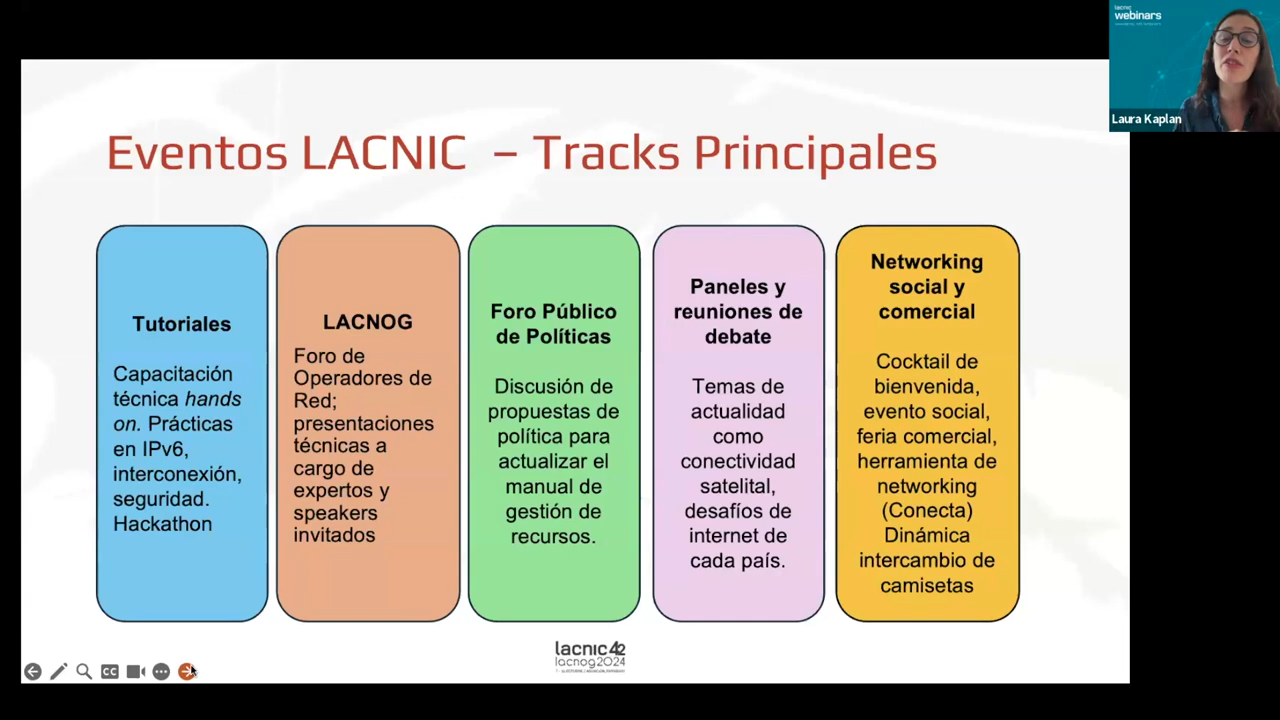 lacnic
webinars
Laura Kaplan
Eventos LACNIC – Tracks Principales
Tutoriales
Capacitación
técnica hands
on. Prácticas
en IPv6,
interconexión,
seguridad.
Hackathon
LACNOG
Foro de
Operadores de
Red;
presentaciones
técnicas a
cargo de
expertos y
speakers
invitados
Foro Público
de Políticas
Discusión de
propuestas de
política para
actualizar el
manual de
gestión de
recursos.
Paneles y
reuniones de
debate
Temas de
actualidad
como
conectividad
satelital,
desafíos de
internet de
cada país.
Networking
social y
comercial
Cocktail de
bienvenida,
evento social,
feria comercial,
herramienta de
networking
(Conecta)
Dinámica
intercambio de
camisetas
lacnic42
lacnog2024
CC